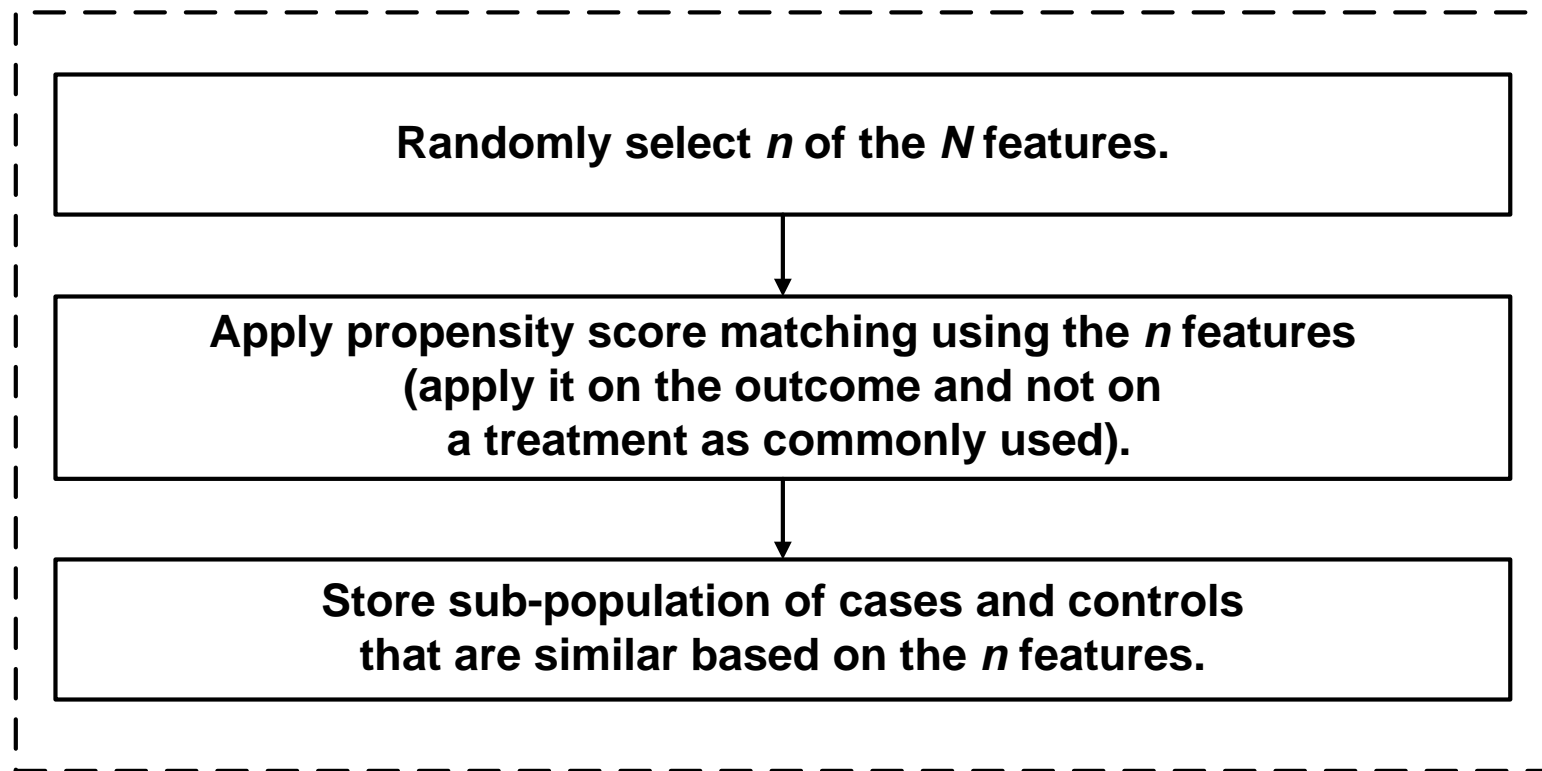 Randomly select n of the N features.
Apply propensity score matching using the n features
(apply it on the outcome and not on
a treatment as commonly used).
Store sub-population of cases and controls
that are similar based on the n features.